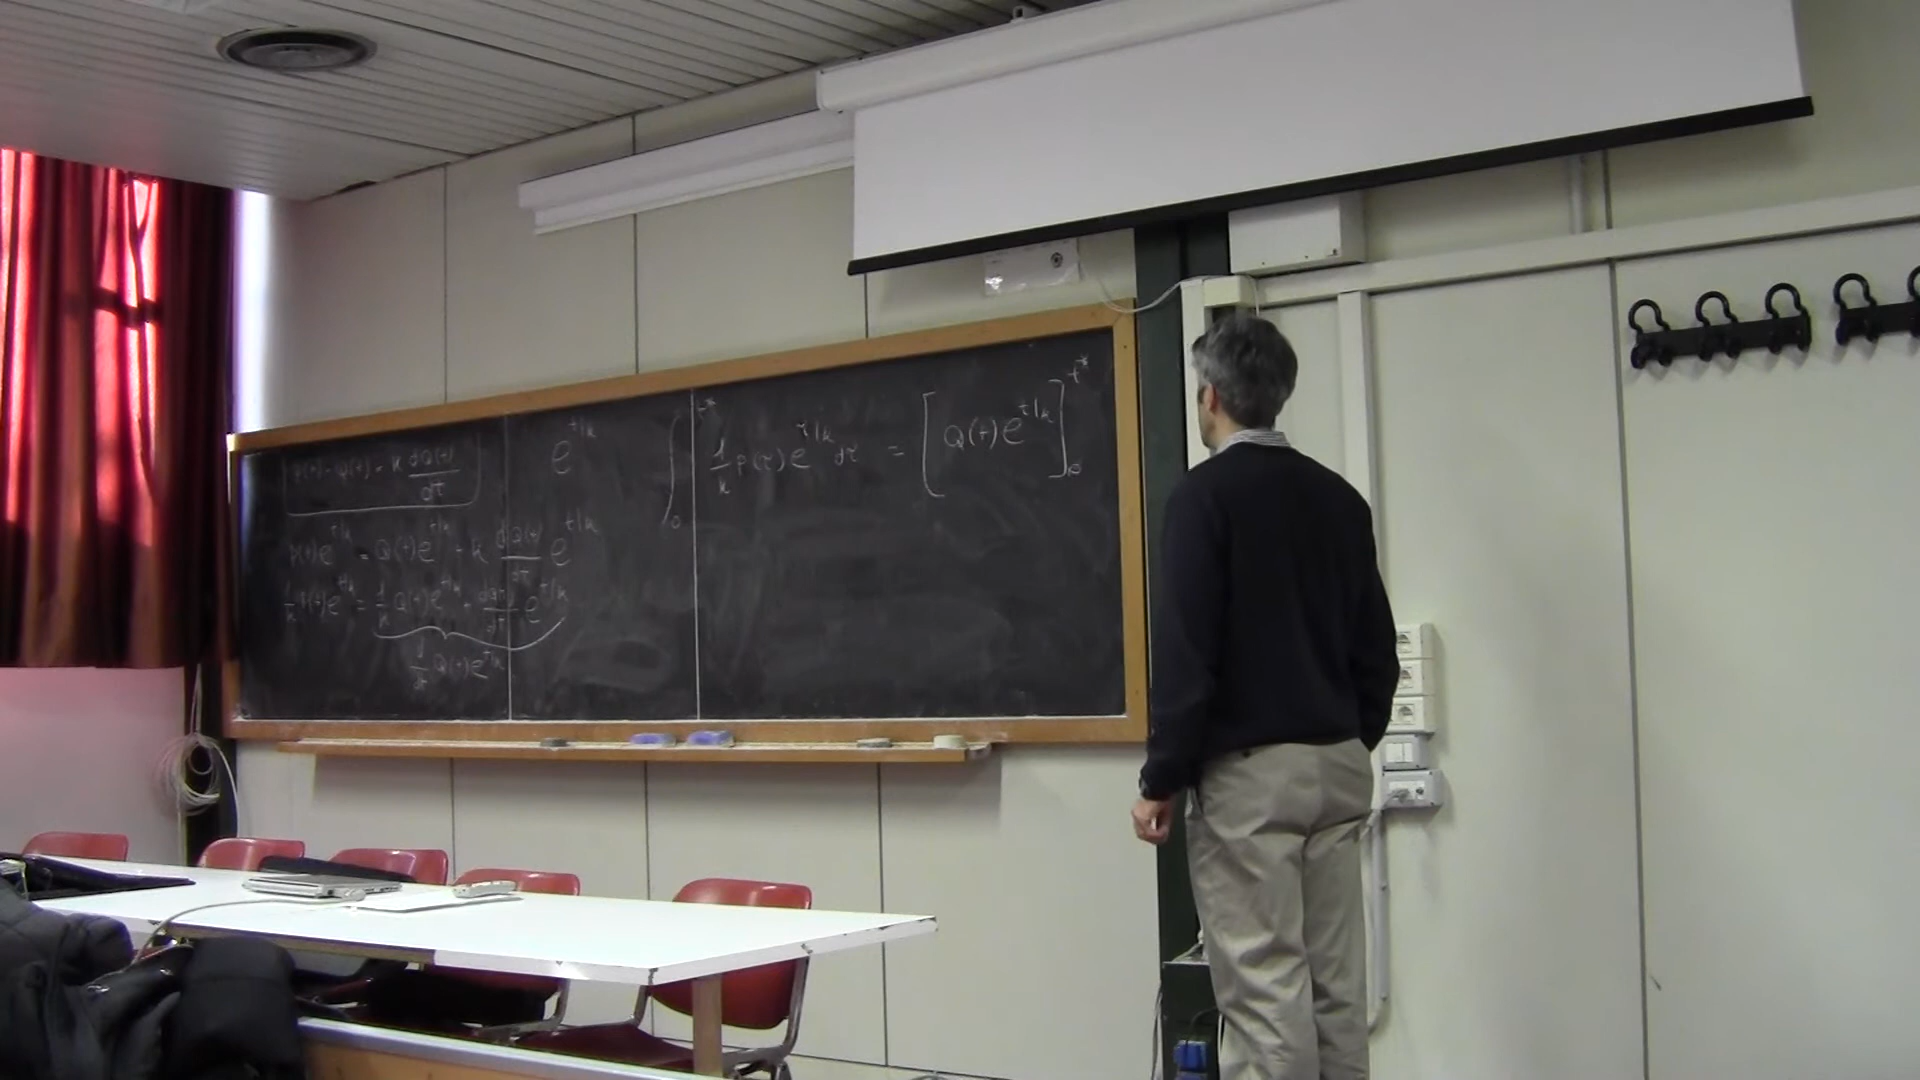 P(t) - Q(t) = k dQ(t)/dt
P(t)e^{t/k} = Q(t)e^{t/k} + k dQ(t)/dt e^{t/k}
1/k P(t)e^{t/k} = 1/k Q(t)e^{t/k} + dQ(t)/dt e^{t/k}
d/dt Q(t)e^{t/k}
e^{t/k}
∫_0^{t*} 1/k P(τ)e^{τ/k} dτ = [Q(t)e^{t/k}]_0^{t*}